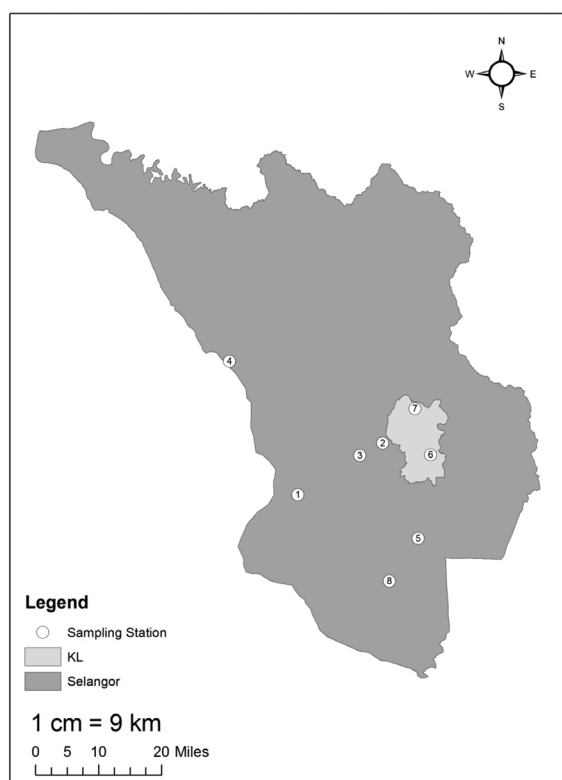 N
W E
S
4
7
2
3 6
1
5
8
Legend
Sampling Station
KL
Selangor
1 cm = 9 km
0 5 10 20 Miles